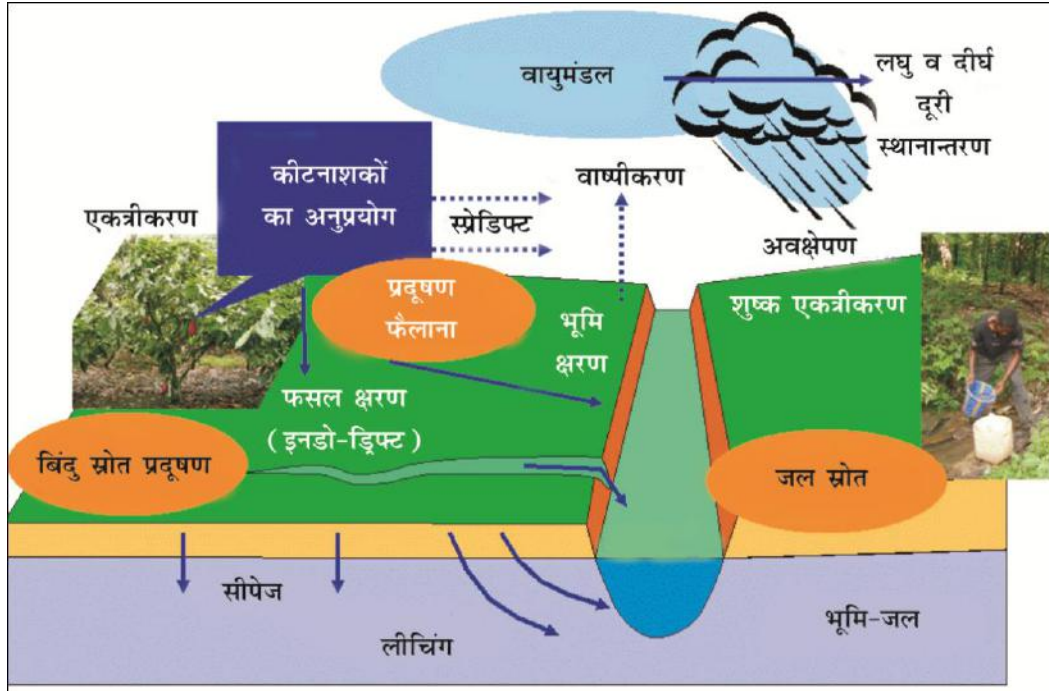 वायुमंडल
लघु व दीर्घ
दूरी
स्थानान्तरण
कीटनाशकों
का अनुप्रयोग
वाष्पीकरण
एकत्रीकरण
स्प्रेडिफ्ट
अवक्षेपण
प्रदूषण
फैलाना
भूमि
क्षरण
शुष्क एकत्रीकरण
फसल क्षरण
(इनडो-ड्रिफ्ट)
बिंदु स्रोत प्रदूषण
जल स्रोत
सीपेज
लीचिंग
भूमि-जल